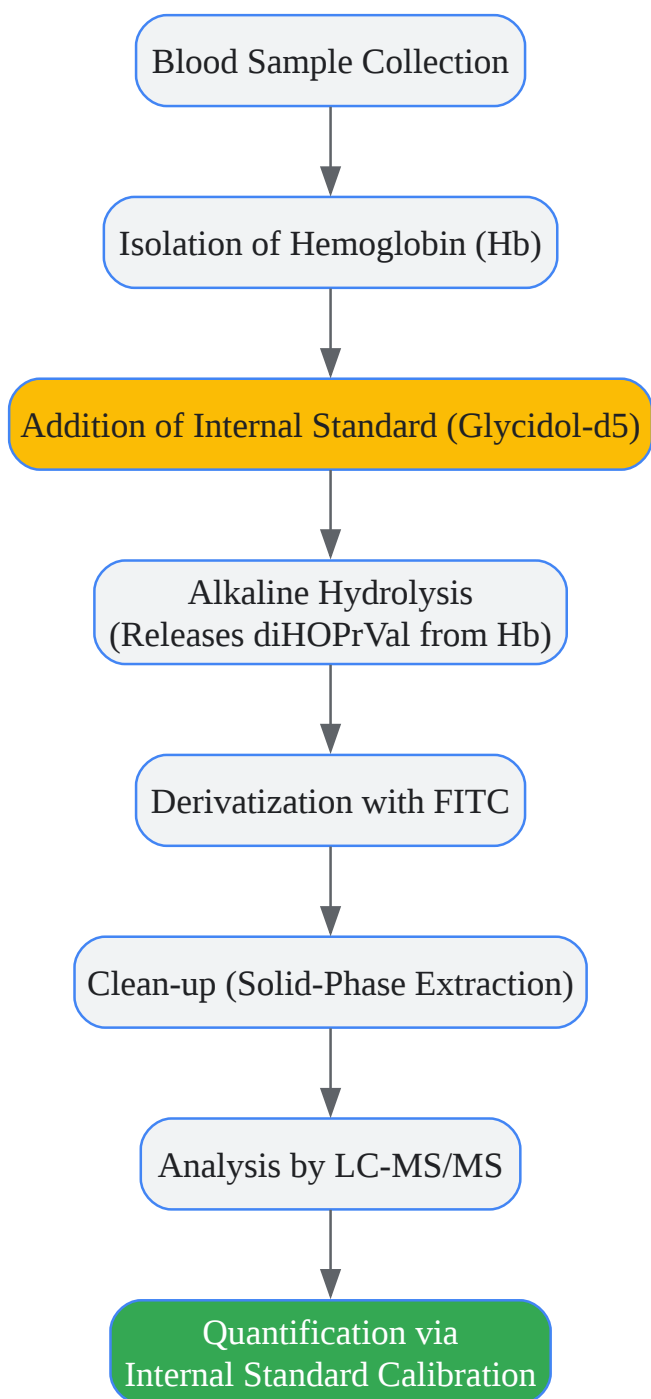 Blood Sample Collection
Isolation of Hemoglobin (Hb)
Addition of Internal Standard (Glycidol-d5)
Alkaline Hydrolysis
(Releases diHOPrVal from Hb)
Derivatization with FITC
Clean-up (Solid-Phase Extraction)
Analysis by LC-MS/MS
Quantification via
Internal Standard Calibration